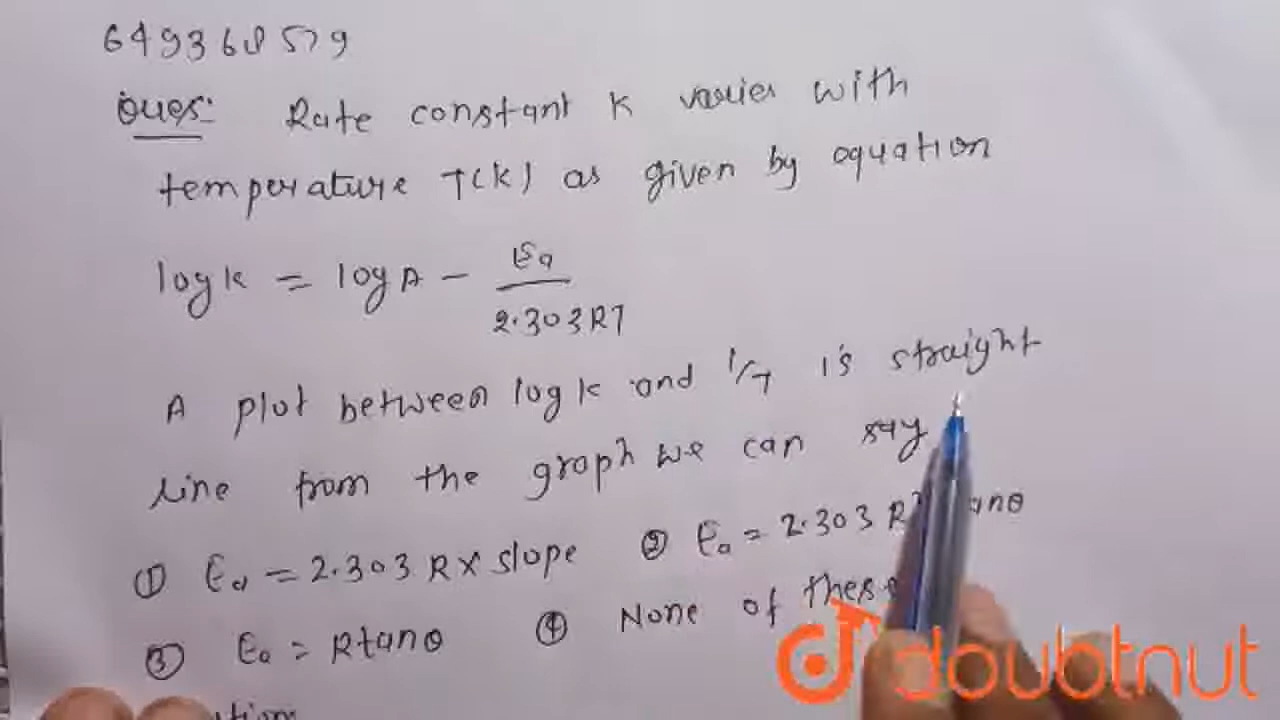 649368579
Ques: Rate constant K varies with
temperature T(K) as given by equation
log K = log A - Ea
2.303RT
A plot between log k and 1/T is straight
line from the graph we can say
① Ea = 2.303 R x slope ② Ea = 2.303 R
③ Ea = Rtanθ ④ None of these
doubtnut